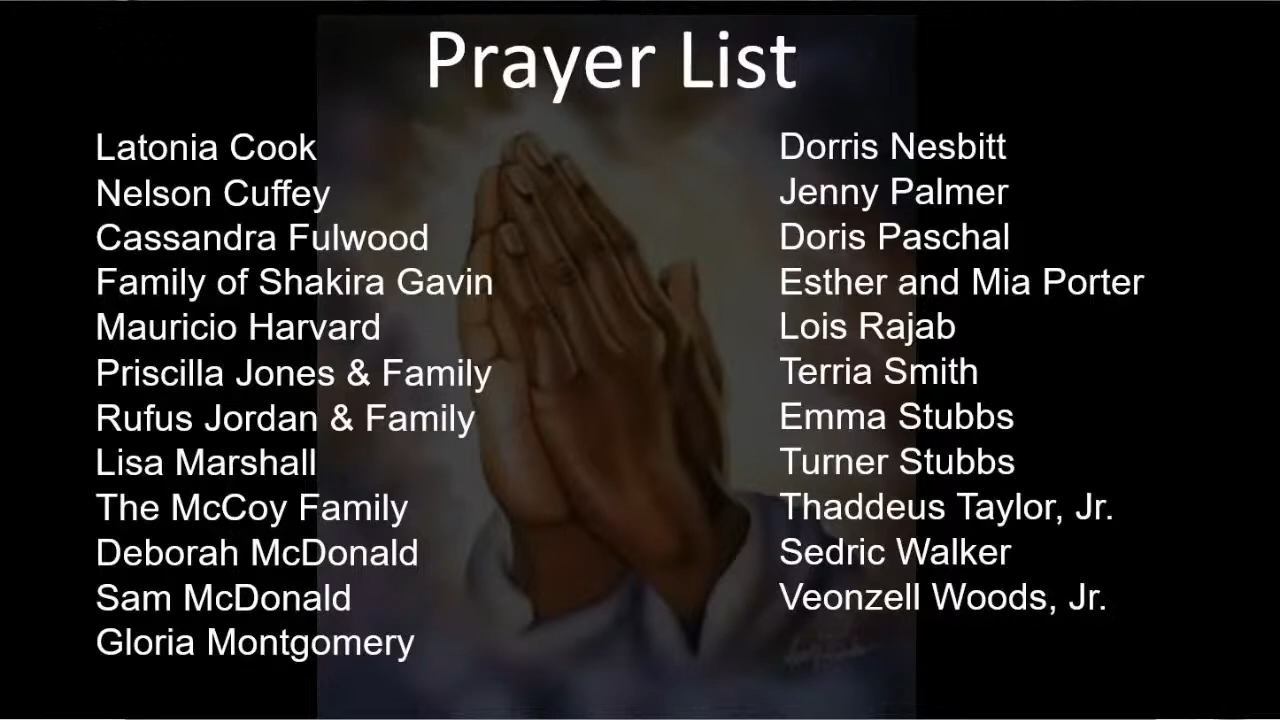 Prayer List
Latonia Cook
Nelson Cuffey
Cassandra Fulwood
Family of Shakira Gavin
Mauricio Harvard
Priscilla Jones & Family
Rufus Jordan & Family
Lisa Marshall
The McCoy Family
Deborah McDonald
Sam McDonald
Gloria Montgomery
Dorris Nesbitt
Jenny Palmer
Doris Paschal
Esther and Mia Porter
Lois Rajab
Terria Smith
Emma Stubbs
Turner Stubbs
Thaddeus Taylor, Jr.
Sedric Walker
Veonzell Woods, Jr.